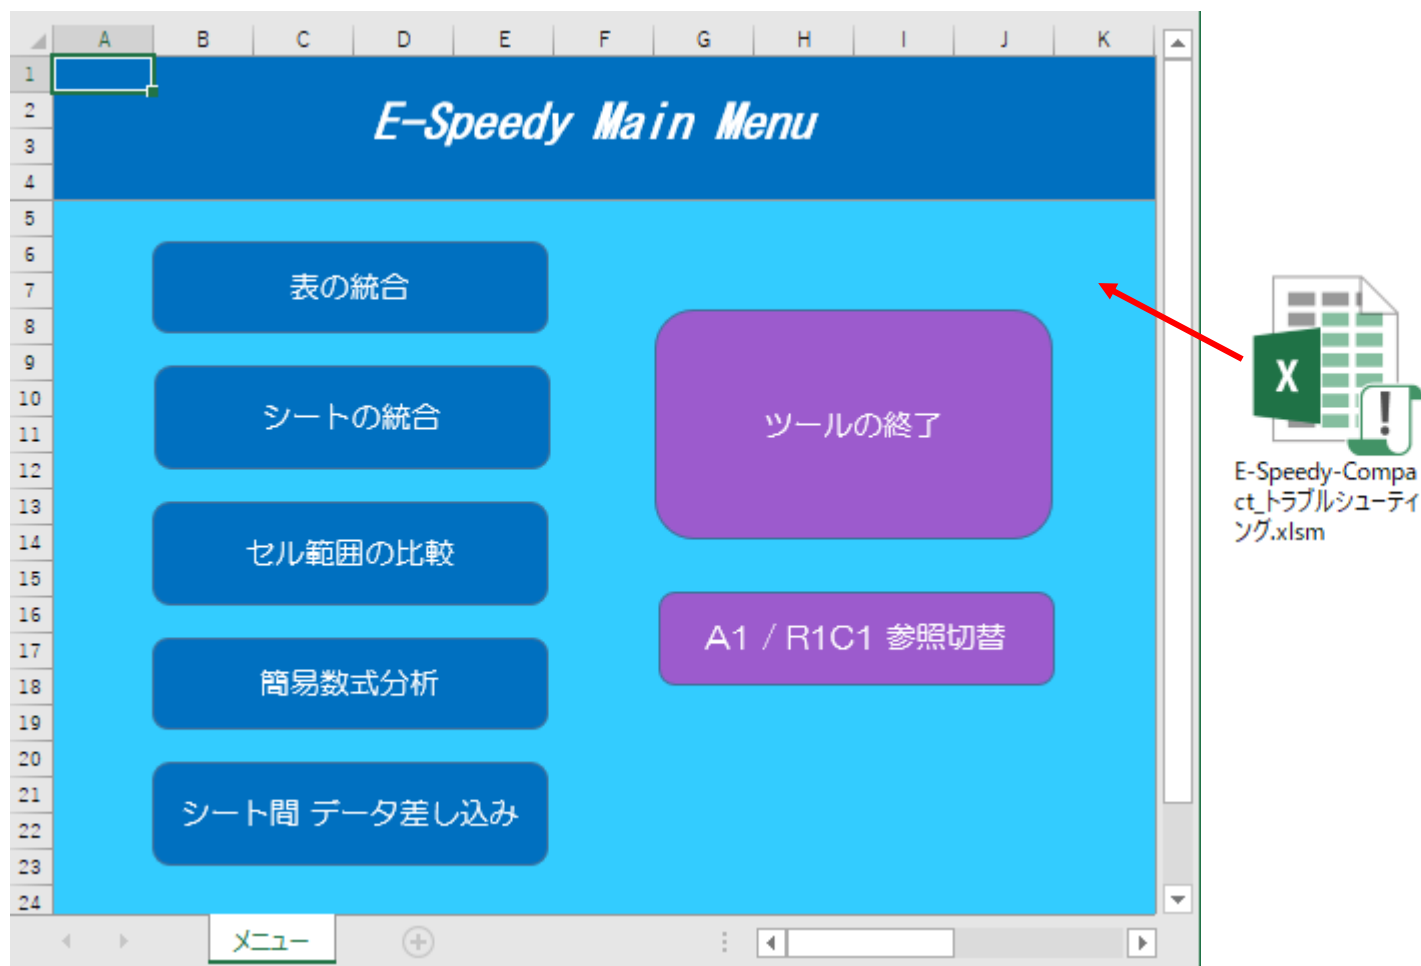 A B C D E F G H I J K
1
2
3
4
5
6
7
8
9
10
11
12
13
14
15
16
17
18
19
20
21
22
23
24
E-Speedy Main Menu
表の統合
シートの統合
セル範囲の比較
簡易数式分析
シート間 データ差し込み
ツールの終了
A1 / R1C1 参照切替
メニュー
X
!
E-Speedy-Compa
ct_トラブルシューティ
ング.xlsm